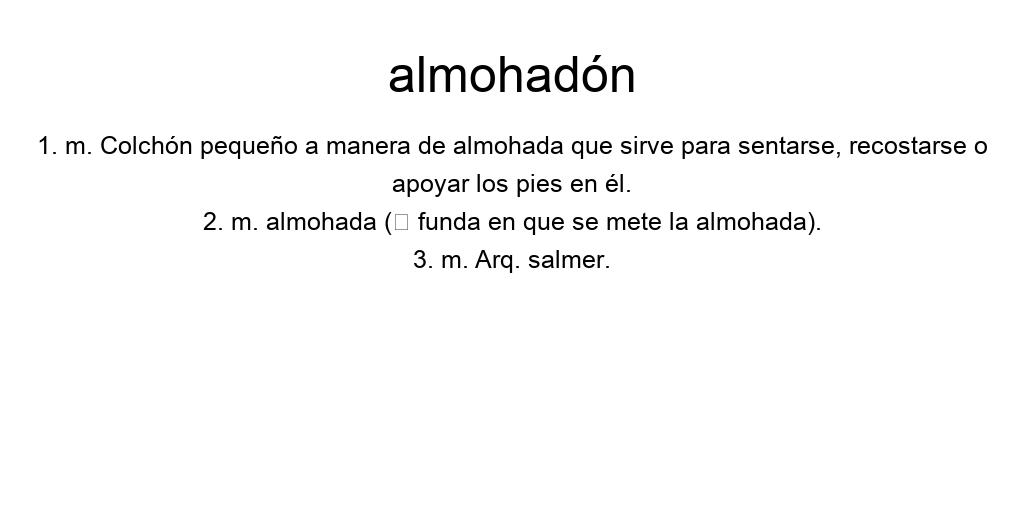 almohadón
1. m. Colchón pequeño a manera de almohada que sirve para sentarse, recostarse o
apoyar los pies en él.
2. m. almohada (□ funda en que se mete la almohada).
3. m. Arq. salmer.